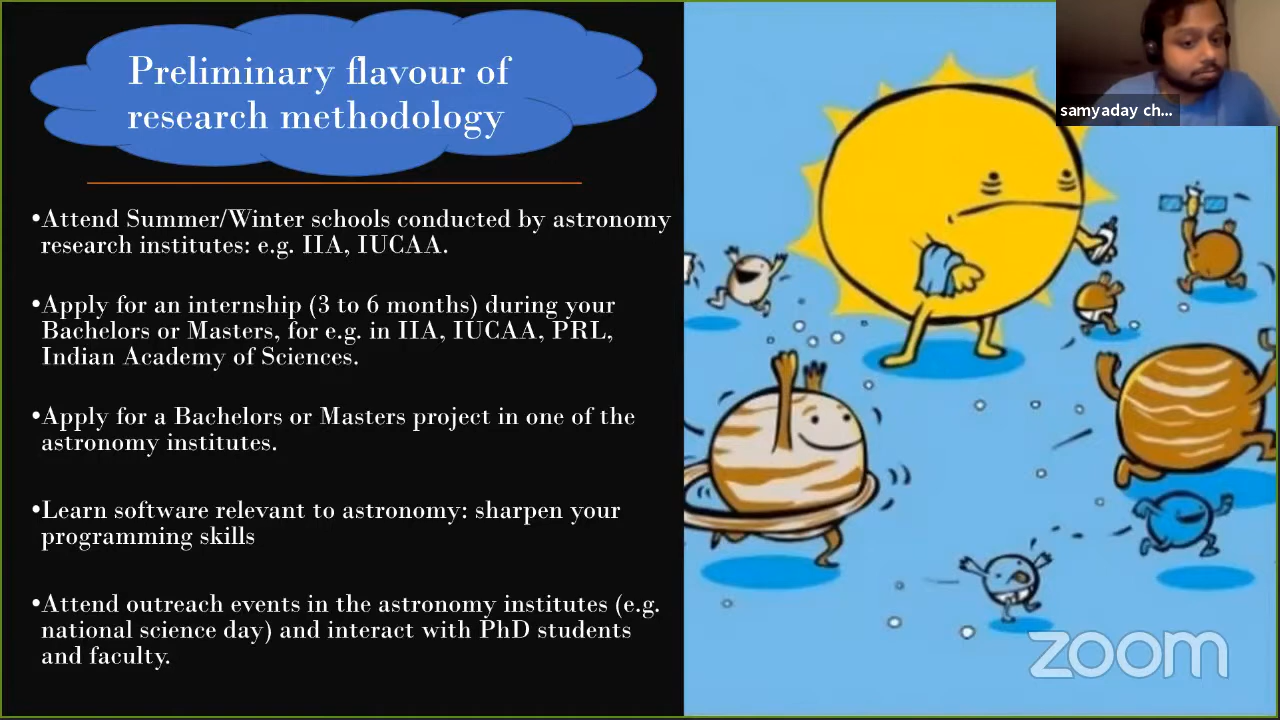 Preliminary flavour of
research methodology
•Attend Summer/Winter schools conducted by astronomy
research institutes: e.g. IIA, IUCAA.
•Apply for an internship (3 to 6 months) during your
Bachelors or Masters, for e.g. in IIA, IUCAA, PRL,
Indian Academy of Sciences.
•Apply for a Bachelors or Masters project in one of the
astronomy institutes.
•Learn software relevant to astronomy: sharpen your
programming skills
•Attend outreach events in the astronomy institutes (e.g.
national science day) and interact with PhD students
and faculty.
samyaday ch...
zoom